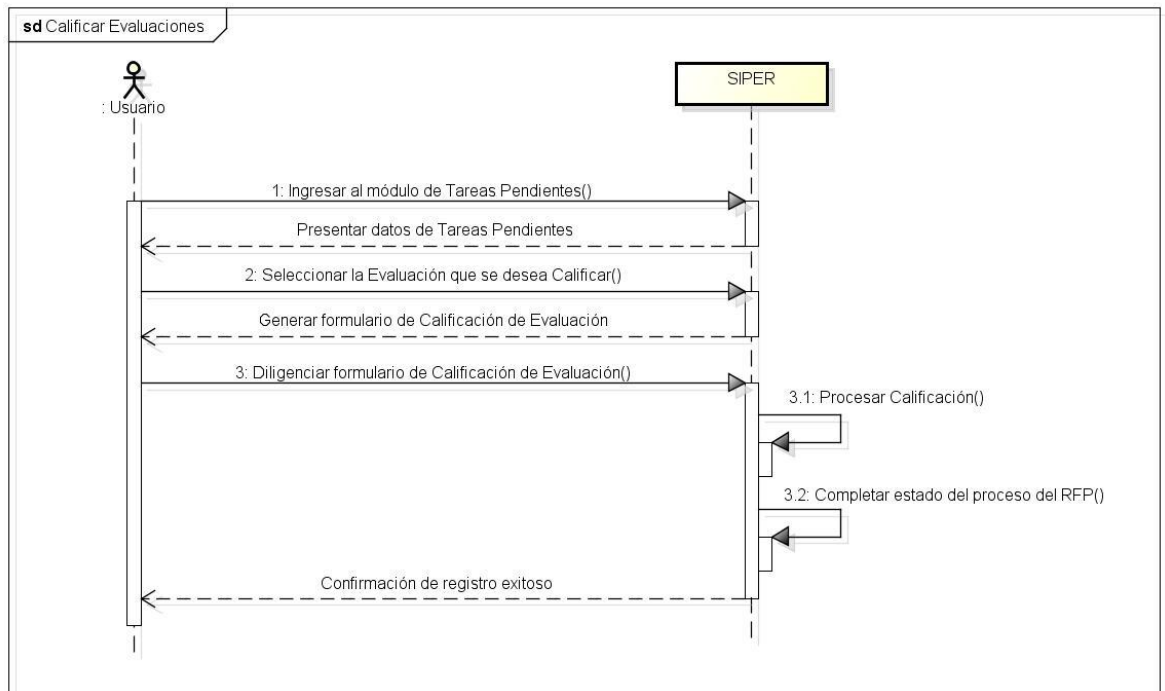 sd Calificar Evaluaciones
: Usuario
SIPER
1: Ingresar al módulo de Tareas Pendientes()
Presentar datos de Tareas Pendientes
2: Seleccionar la Evaluación que se desea Calificar()
Generar formulario de Calificación de Evaluación
3: Diligenciar formulario de Calificación de Evaluación()
3.1: Procesar Calificación()
3.2: Completar estado del proceso del RFP()
Confirmación de registro exitoso